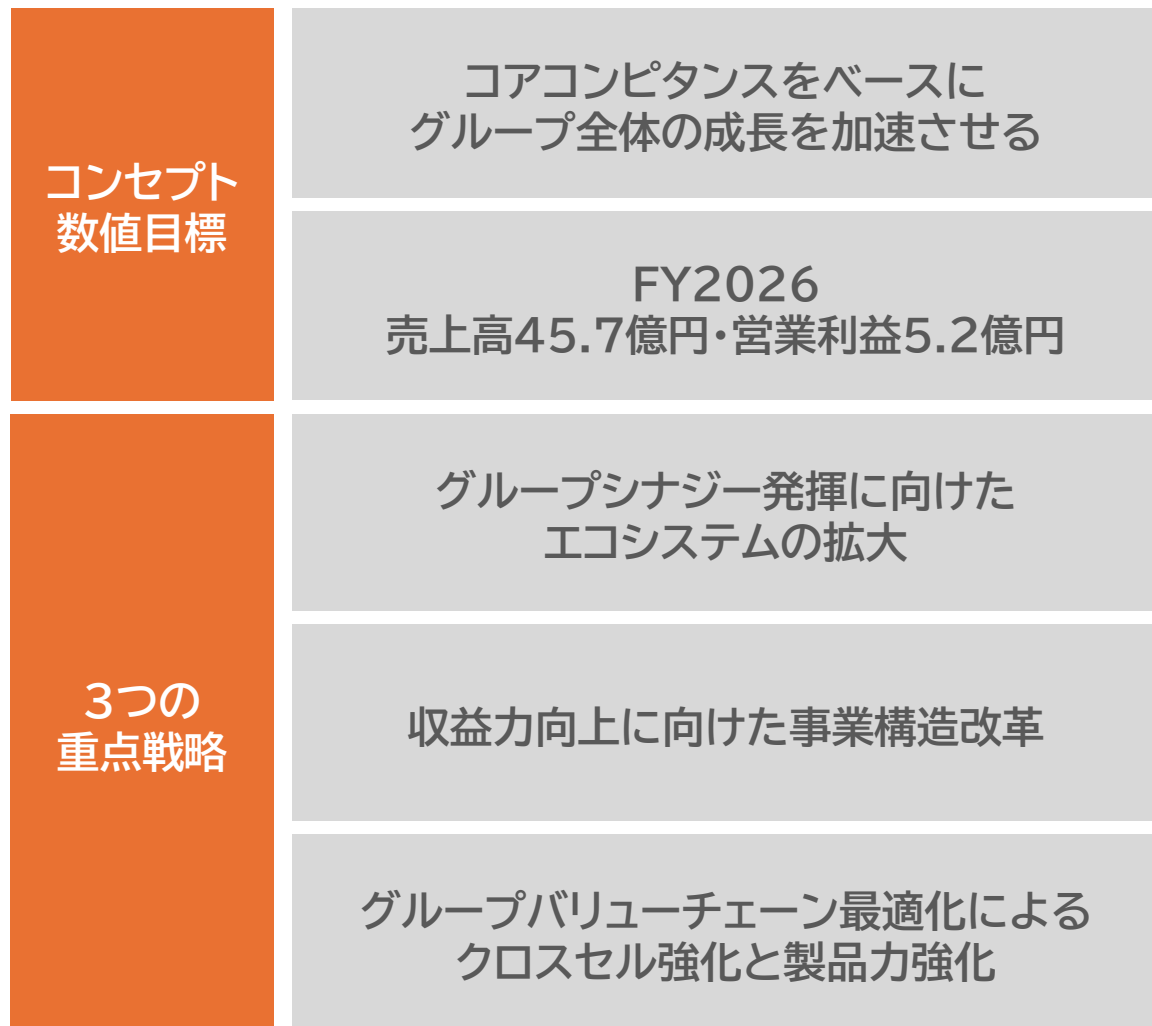 コンセプト
数値目標
コアコンピタンスをベースに
グループ全体の成長を加速させる
FY2026
売上高45.7億円・営業利益5.2億円
3つの
重点戦略
グループシナジー発揮に向けた
エコシステムの拡大
収益力向上に向けた事業構造改革
グループバリューチェーン最適化による
クロスセル強化と製品力強化